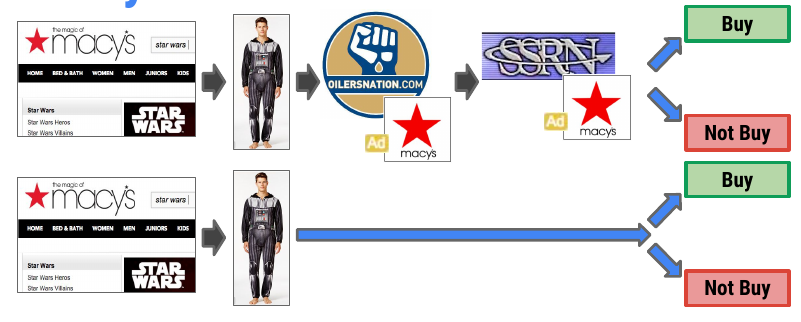 the magic of
macy's
star wars
HOME BED & BATH WOMEN MEN JUNIORS KIDS
Star Wars
Star Wars Heros
Star Wars Villains
STAR
WARS
OILERSNATION.COM
Ad
macys
SSRN
Ad
macys
Buy
Not Buy
the magic of
macy's
star wars
HOME BED & BATH WOMEN MEN JUNIORS KIDS
Star Wars
Star Wars Heros
Star Wars Villains
STAR
WARS
Buy
Not Buy